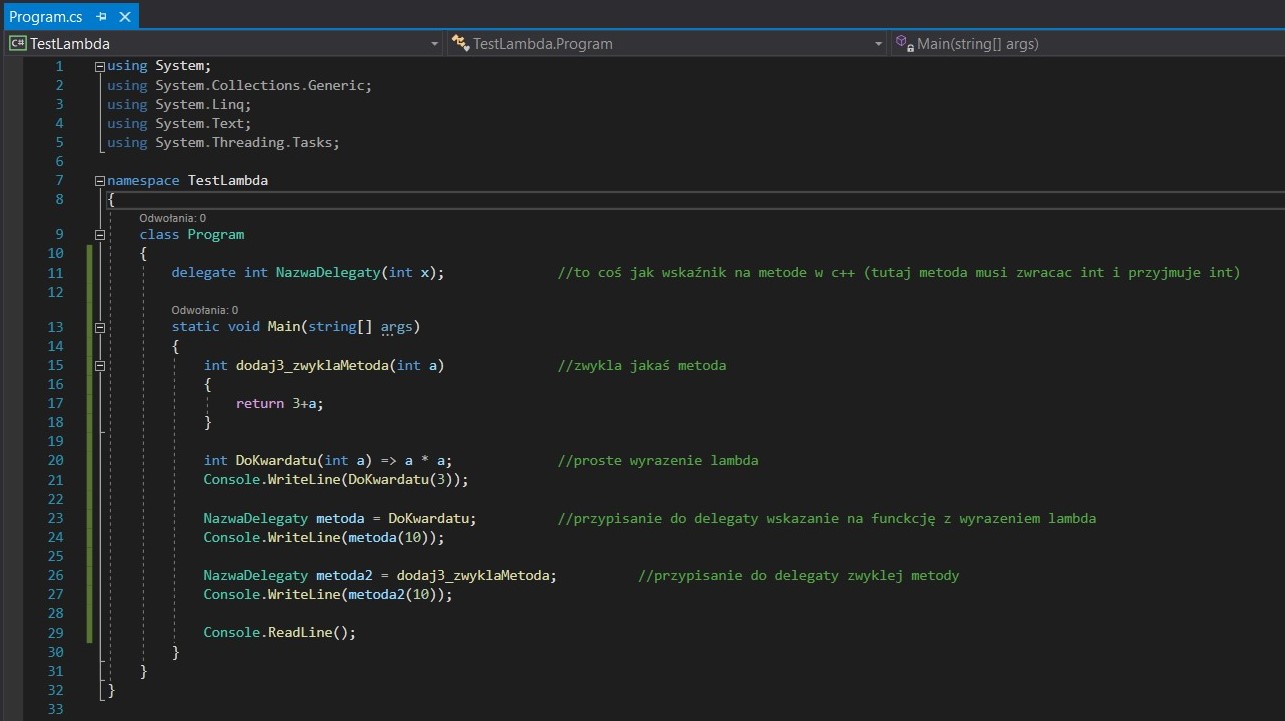 Program.cs
C# TestLambda TestLambda.Program Main(string[] args)
1 using System;
2 using System.Collections.Generic;
3 using System.Linq;
4 using System.Text;
5 using System.Threading.Tasks;
6
7 namespace TestLambda
8 {
Odwołania: 0
9 class Program
10 {
11 delegate int NazwaDelegaty(int x); //to coś jak wskaźnik na metode w c++ (tutaj metoda musi zwracac int i przyjmuje int)
12
Odwołania: 0
13 static void Main(string[] args)
14 {
15 int dodaj3_zwyklaMetoda(int a) //zwykla jakaś metoda
16 {
17 return 3+a;
18 }
19
20 int DoKwardatu(int a) => a * a; //proste wyrazenie lambda
21 Console.WriteLine(DoKwardatu(3));
22
23 NazwaDelegaty metoda = DoKwardatu; //przypisanie do delegaty wskazanie na funckcję z wyrazeniem lambda
24 Console.WriteLine(metoda(10));
25
26 NazwaDelegaty metoda2 = dodaj3_zwyklaMetoda; //przypisanie do delegaty zwyklej metody
27 Console.WriteLine(metoda2(10));
28
29 Console.ReadLine();
30 }
31 }
32 }
33